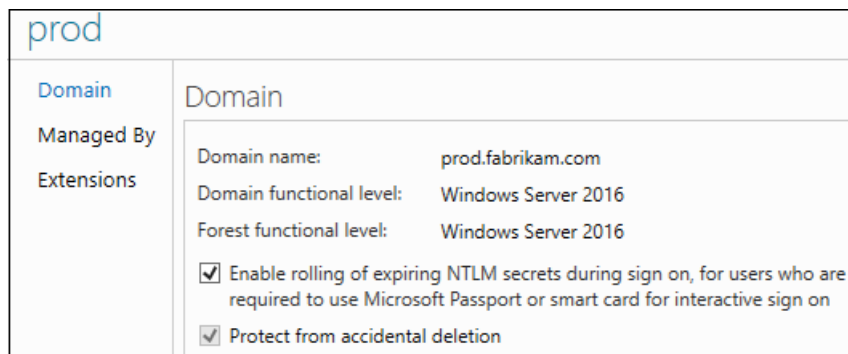 prod
Domain
Managed By
Extensions
Domain
Domain name: prod.fabrikam.com
Domain functional level: Windows Server 2016
Forest functional level: Windows Server 2016
Enable rolling of expiring NTLM secrets during sign on, for users who are
required to use Microsoft Passport or smart card for interactive sign on
Protect from accidental deletion